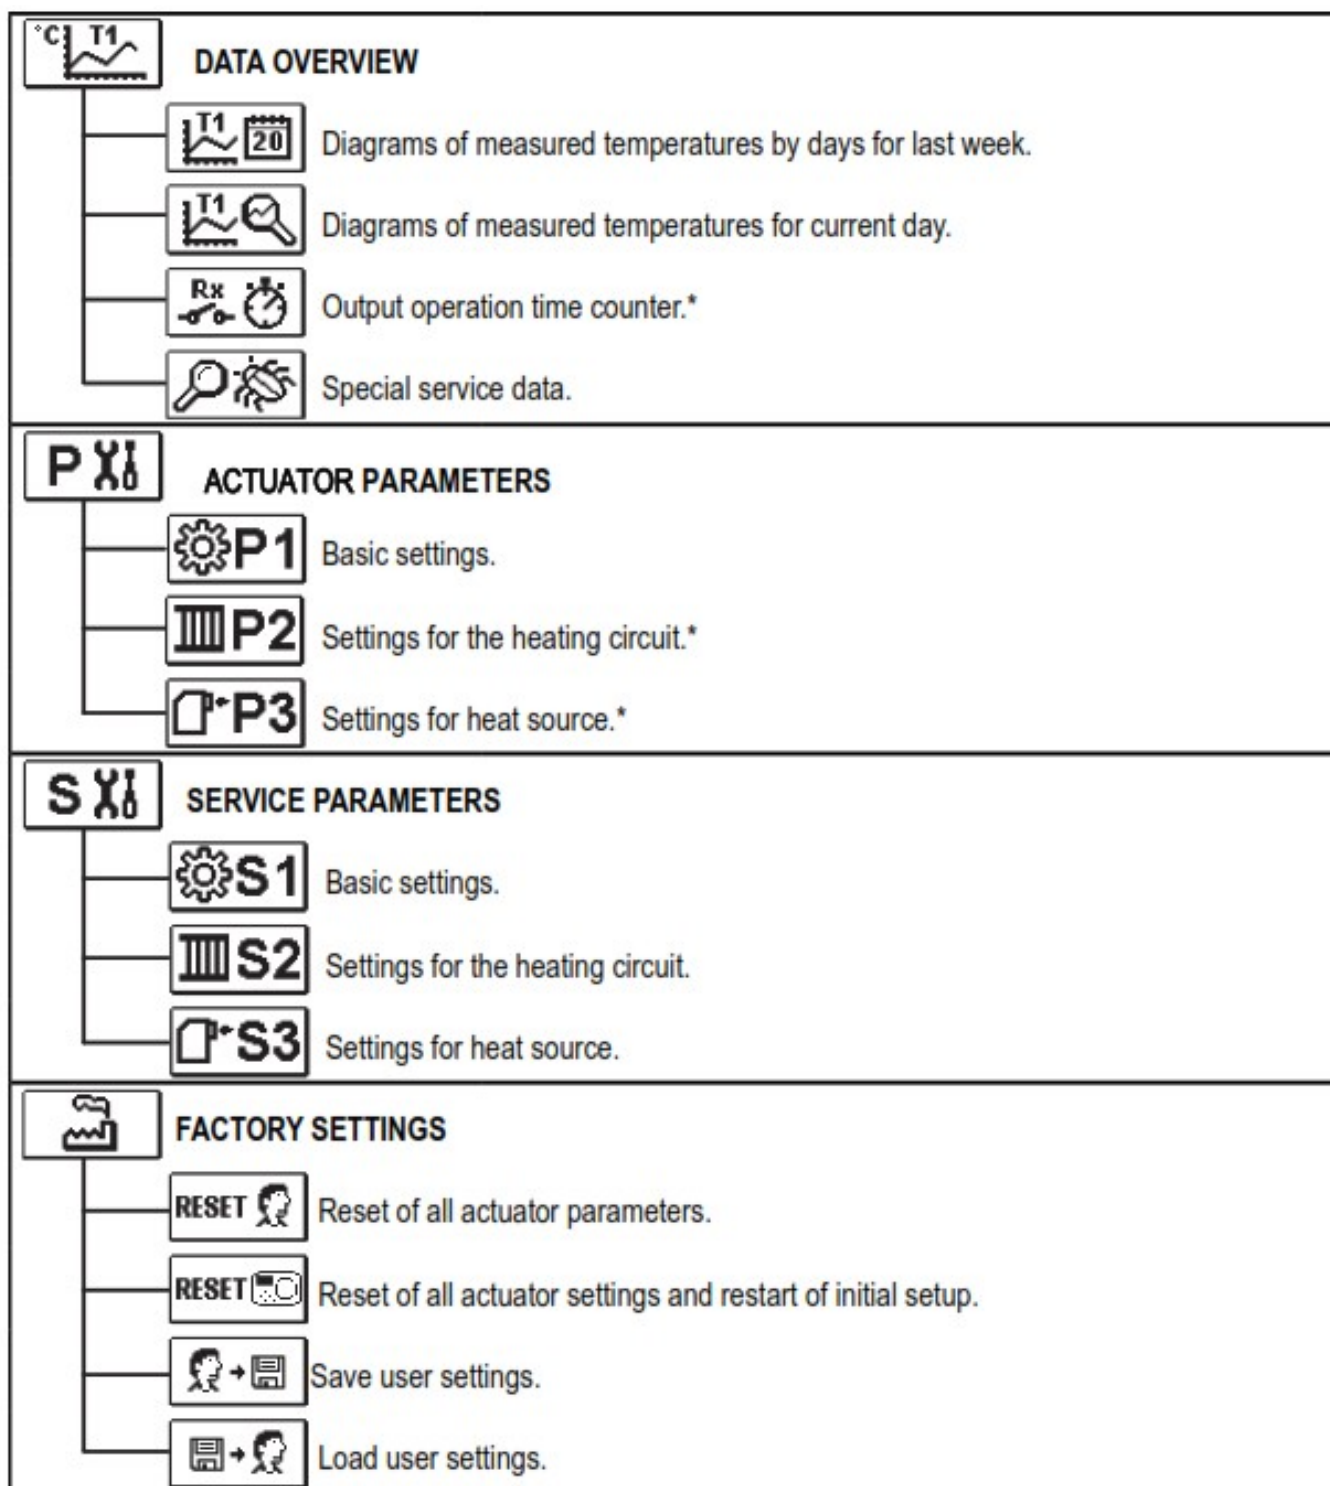 °C T1
DATA OVERVIEW
T1 20
Diagrams of measured temperatures by days for last week.
T1
Diagrams of measured temperatures for current day.
Rx
Output operation time counter.*
Special service data.
P
ACTUATOR PARAMETERS
P1
Basic settings.
P2
Settings for the heating circuit.*
P3
Settings for heat source.*
S
SERVICE PARAMETERS
S1
Basic settings.
S2
Settings for the heating circuit.
S3
Settings for heat source.
FACTORY SETTINGS
RESET
Reset of all actuator parameters.
RESET
Reset of all actuator settings and restart of initial setup.
Save user settings.
Load user settings.